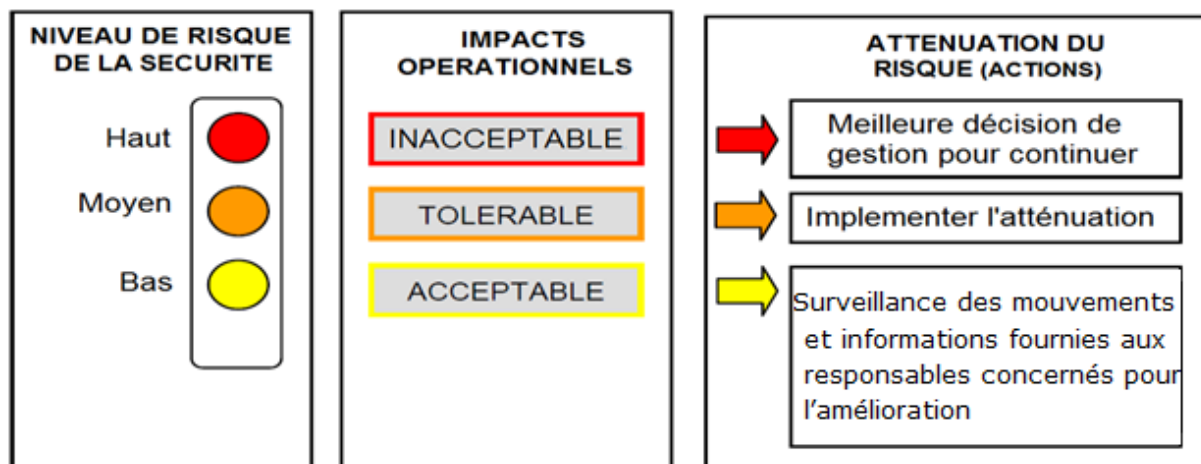 NIVEAU DE RISQUE
DE LA SECURITE
Haut
Moyen
Bas
IMPACTS
OPERATIONNELS
INACCEPTABLE
TOLERABLE
ACCEPTABLE
ATTENUATION DU
RISQUE (ACTIONS)
Meilleure décision de
gestion pour continuer
Implementer l'atténuation
Surveillance des mouvements
et informations fournies aux
responsables concernés pour
l’amélioration